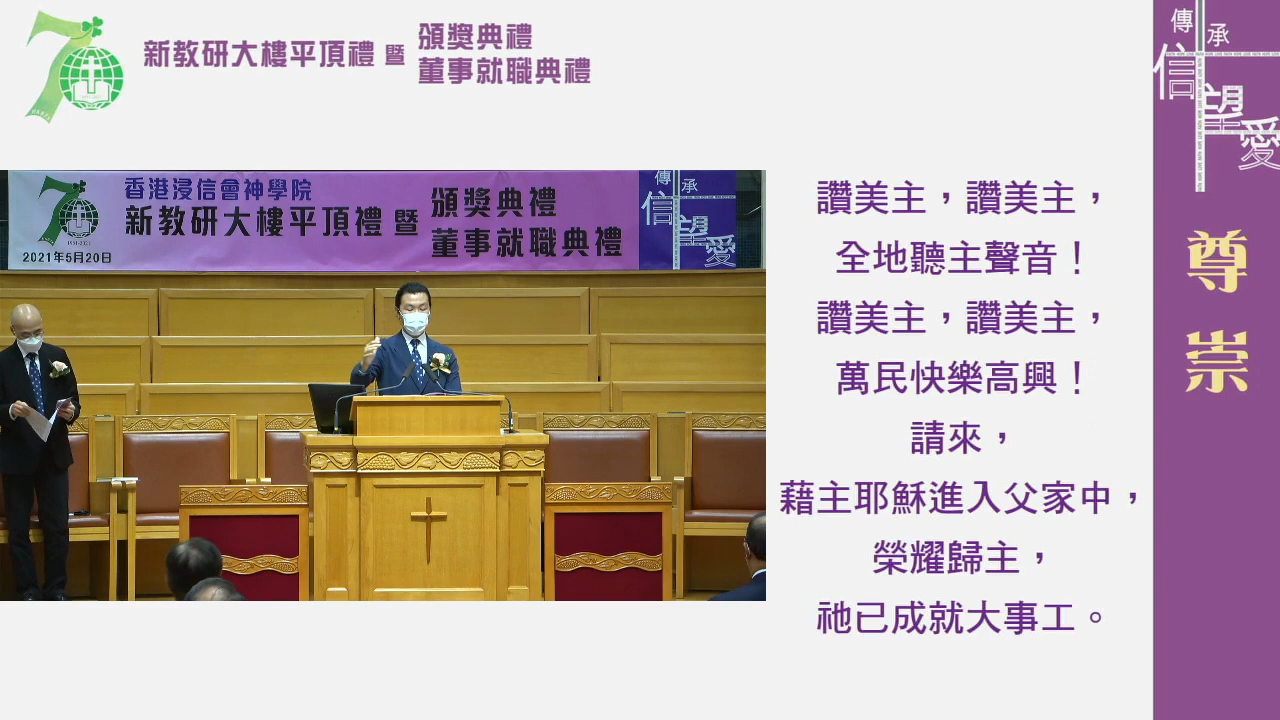 70
新教研大樓平頂禮 暨
頒獎典禮
董事就職典禮
傳承
信
望
愛
尊
崇
香港浸信會神學院
新教研大樓平頂禮 暨
頒獎典禮
董事就職典禮
2021年5月20日
傳承
信
望
愛
讚美主，讚美主，
全地聽主聲音！
讚美主，讚美主，
萬民快樂高興！
請來，
藉主耶穌進入父家中，
榮耀歸主，
祂已成就大事工。